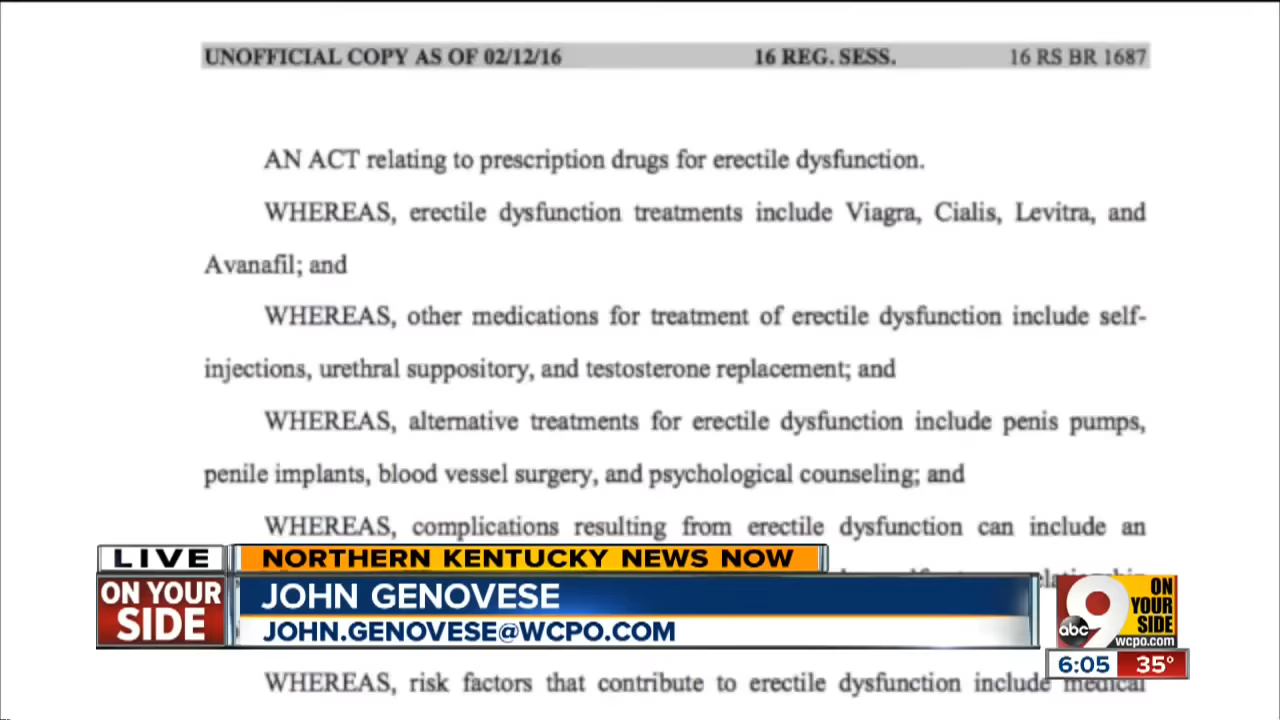 UNOFFICIAL COPY AS OF 02/12/16 16 REG. SESS. 16 RS BR 1687
AN ACT relating to prescription drugs for erectile dysfunction.
WHEREAS, erectile dysfunction treatments include Viagra, Cialis, Levitra, and
Avanafil; and
WHEREAS, other medications for treatment of erectile dysfunction include self-
injections, urethral suppository, and testosterone replacement; and
WHEREAS, alternative treatments for erectile dysfunction include penis pumps,
penile implants, blood vessel surgery, and psychological counseling; and
WHEREAS, complications resulting from erectile dysfunction can include an
LIVE
NORTHERN KENTUCKY NEWS NOW
ON YOUR
SIDE
JOHN GENOVESE
JOHN.GENOVESE@WCPO.COM
abc
9
ON
YOUR
SIDE
wcpo.com
6:05 35°
WHEREAS, risk factors that contribute to erectile dysfunction include medical